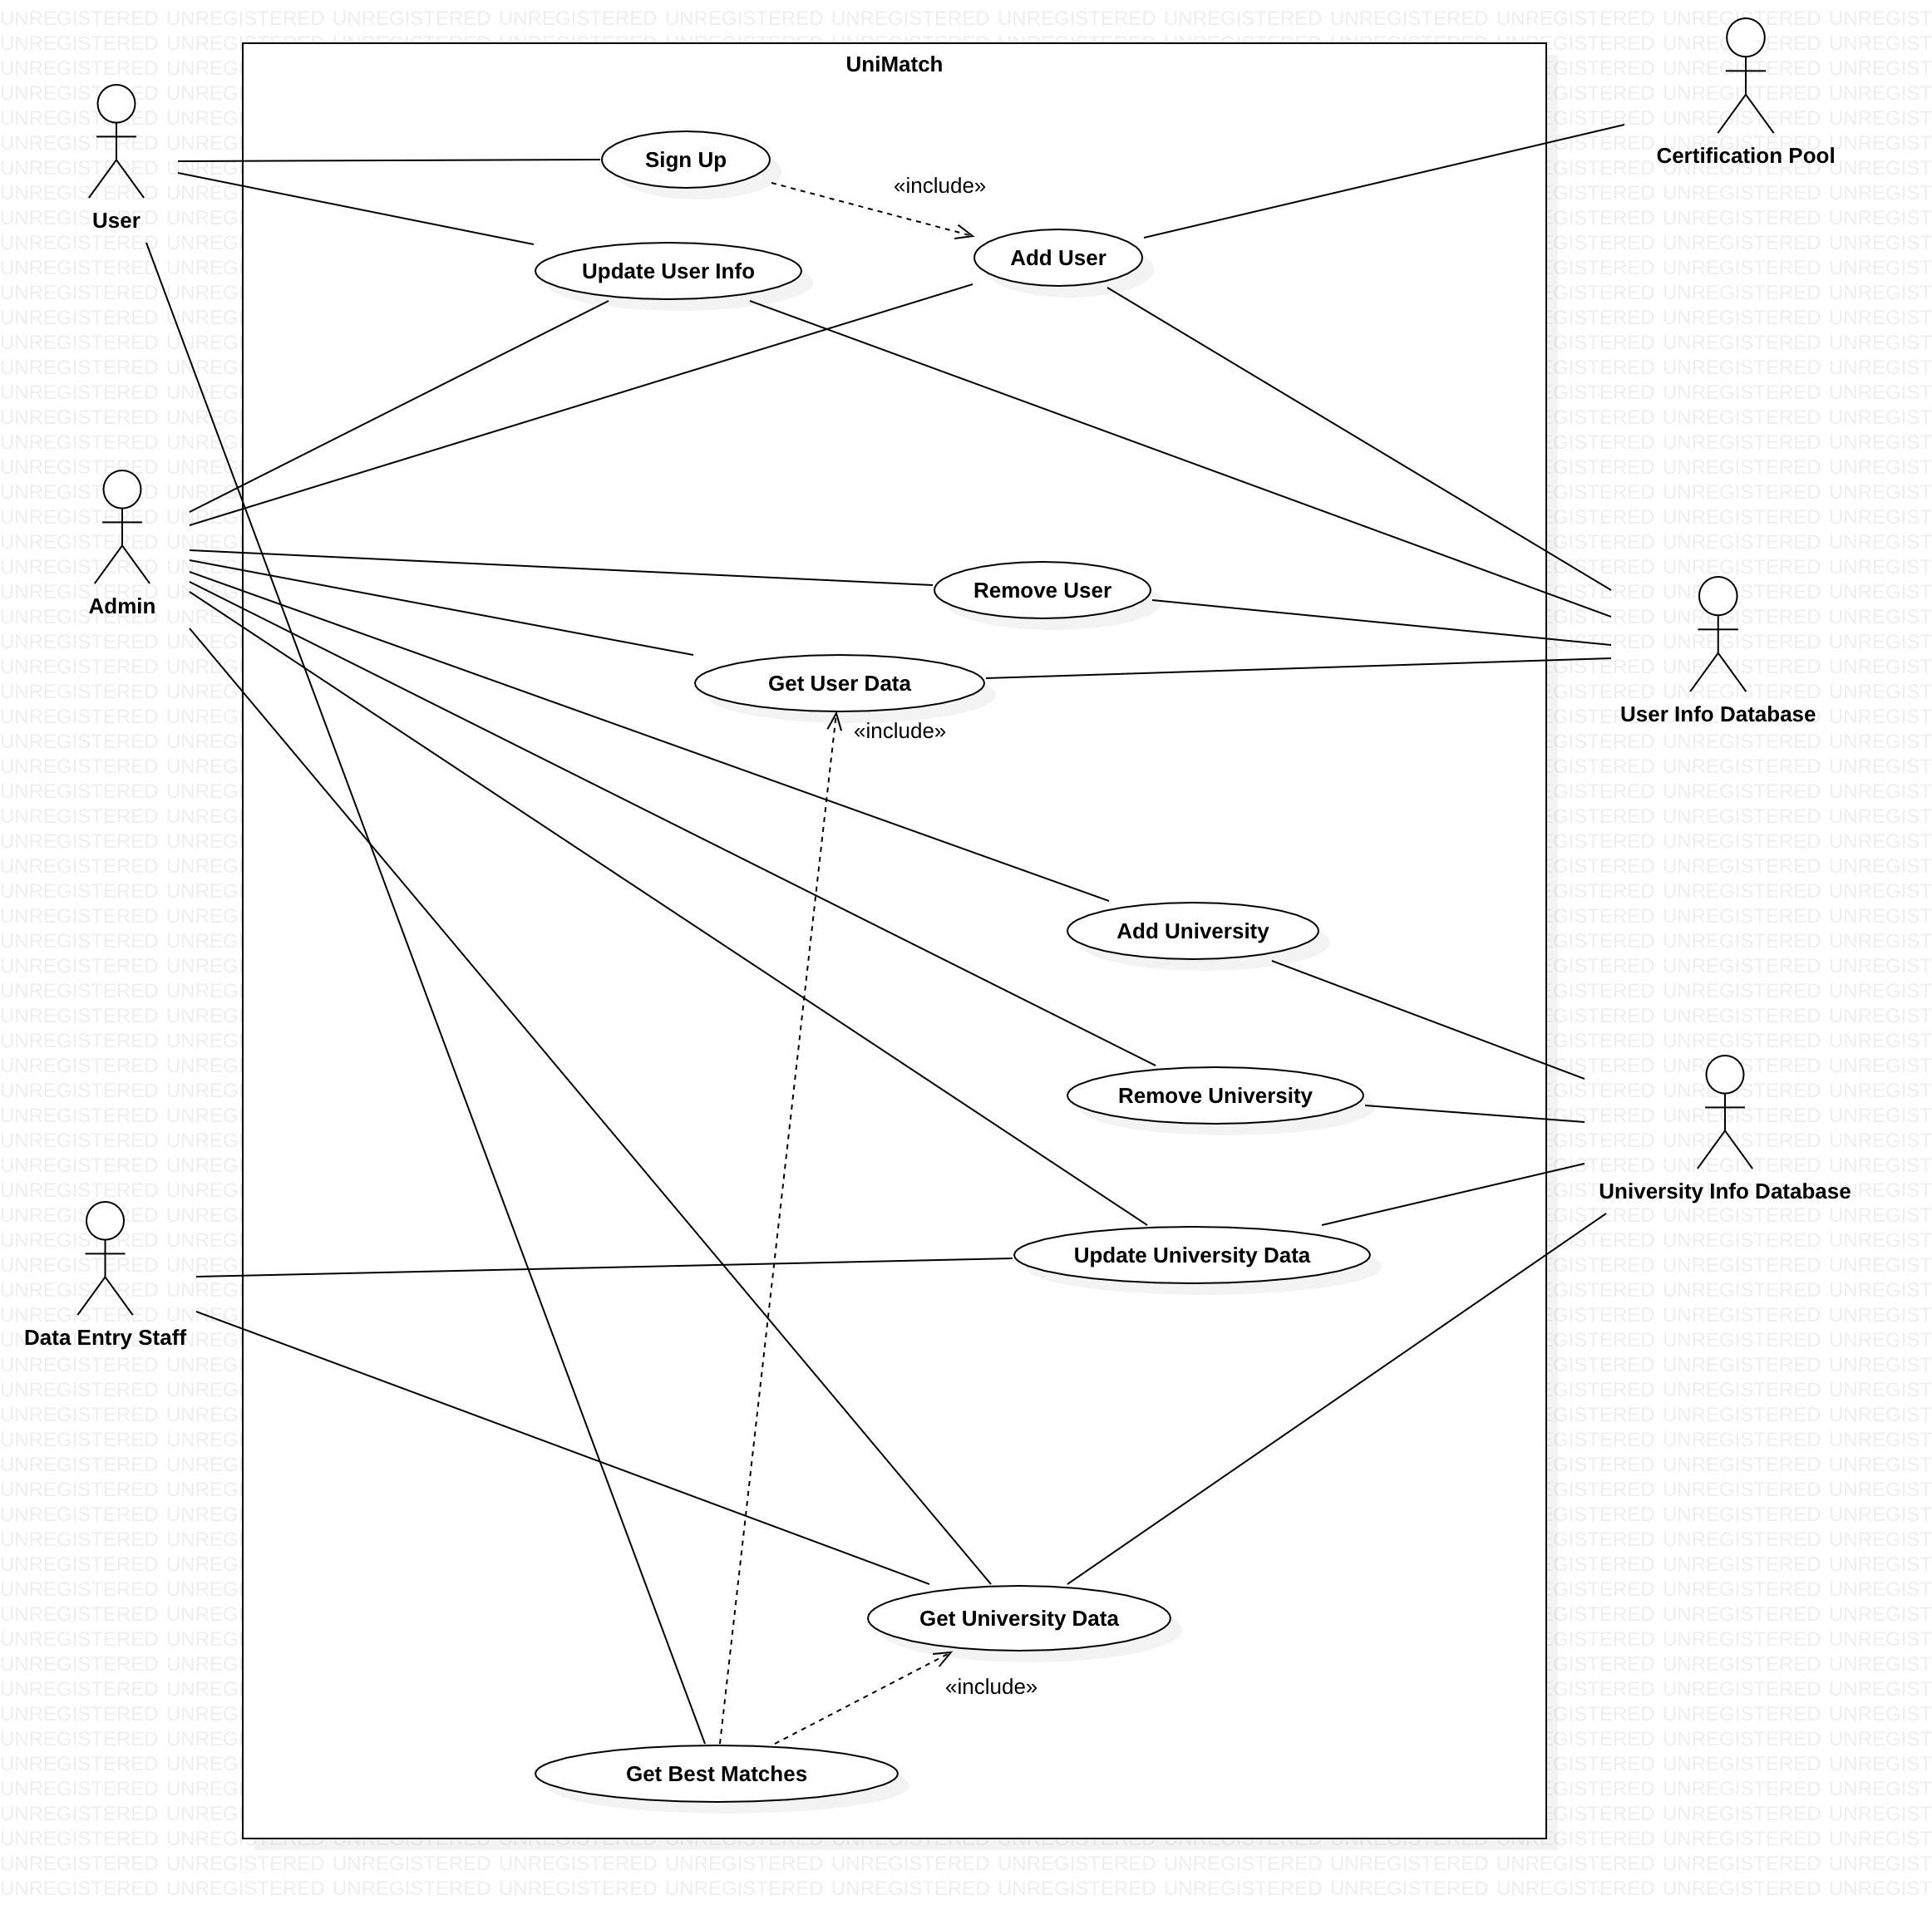 UniMatch
Certification Pool
Sign Up
«include»
User
Add User
Update User Info
Remove User
Admin
Get User Data
User Info Database
«include»
Add University
Remove University
University Info Database
Update University Data
Data Entry Staff
Get University Data
«include»
Get Best Matches
UNREGISTERED